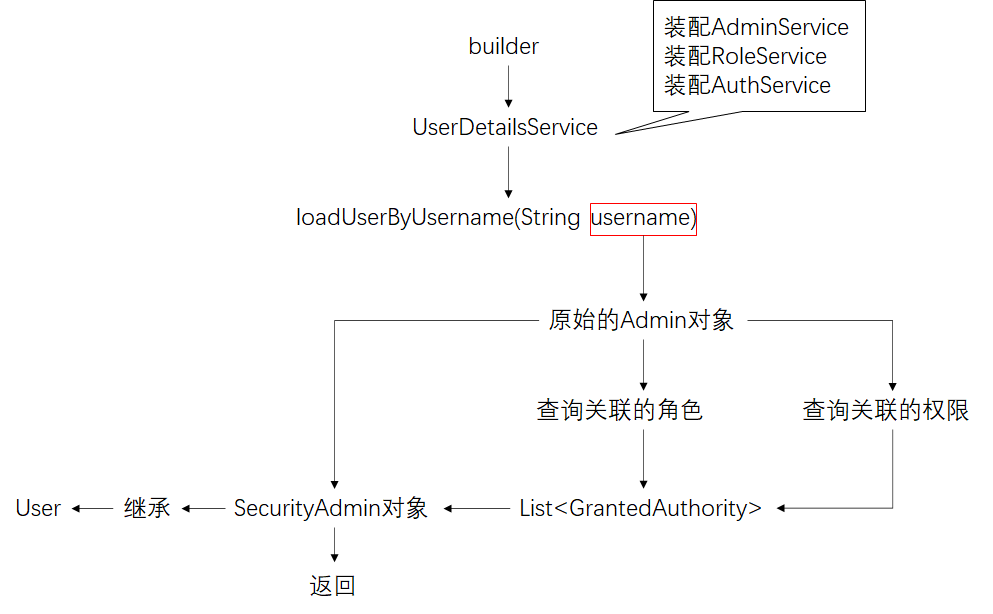 装配AdminService
装配RoleService
装配AuthService
builder
UserDetailsService
loadUserByUsername(String username)
原始的Admin对象
查询关联的角色
查询关联的权限
User
继承
SecurityAdmin对象
List<GrantedAuthority>
返回